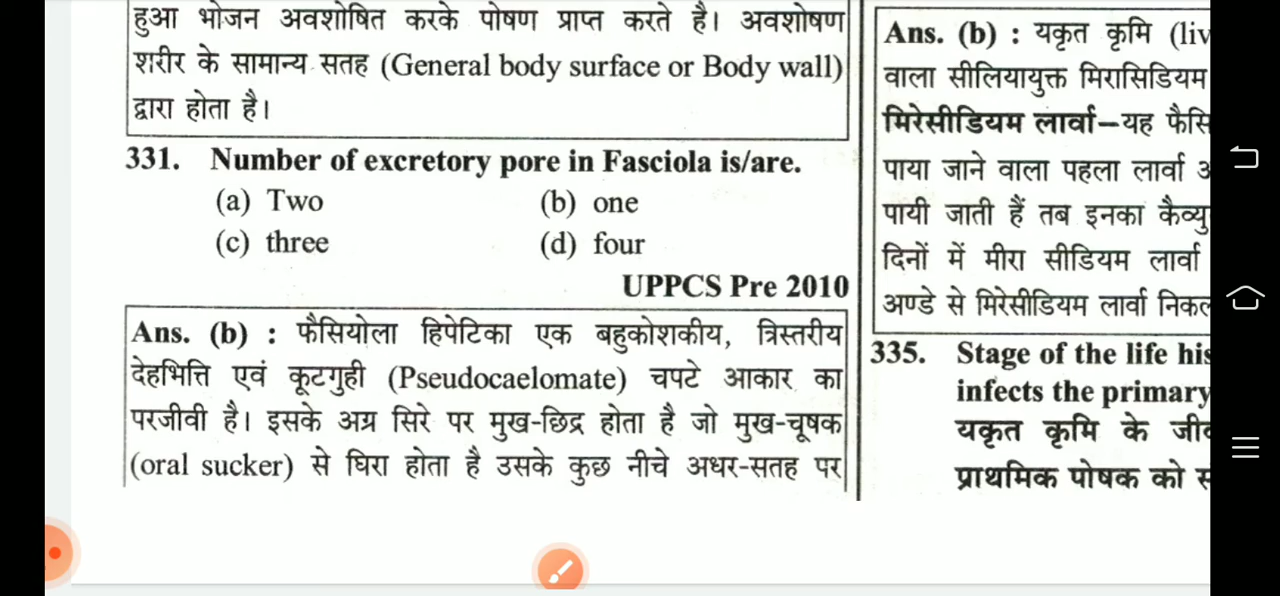 हुआ भोजन अवशोषित करके पोषण प्राप्त करते है। अवशोषण
शरीर के सामान्य सतह (General body surface or Body wall)
द्वारा होता है।
331. Number of excretory pore in Fasciola is/are.
(a) Two (b) one
(c) three (d) four
UPPCS Pre 2010
Ans. (b) : फैसियोला हिपेटिका एक बहुकोशकीय, त्रिस्तरीय
देहभित्ति एवं कूटगुही (Pseudocaelomate) चपटे आकार का
परजीवी है। इसके अग्र सिरे पर मुख-छिद्र होता है जो मुख-चूषक
(oral sucker) से घिरा होता है उसके कुछ नीचे अधर-सतह पर
Ans. (b) : यकृत कृमि (liv
वाला सीलियायुक्त मिरासिडियम
मिरेसीडियम लार्वा–यह फैसि
पाया जाने वाला पहला लार्वा
पायी जाती हैं तब इनका कैव्यु
दिनों में मीरा सीडियम लार्वा
अण्डे से मिरेसीडियम लार्वा निकल
335. Stage of the life his
infects the primary
यकृत कृमि के जी
प्राथमिक पोषक को